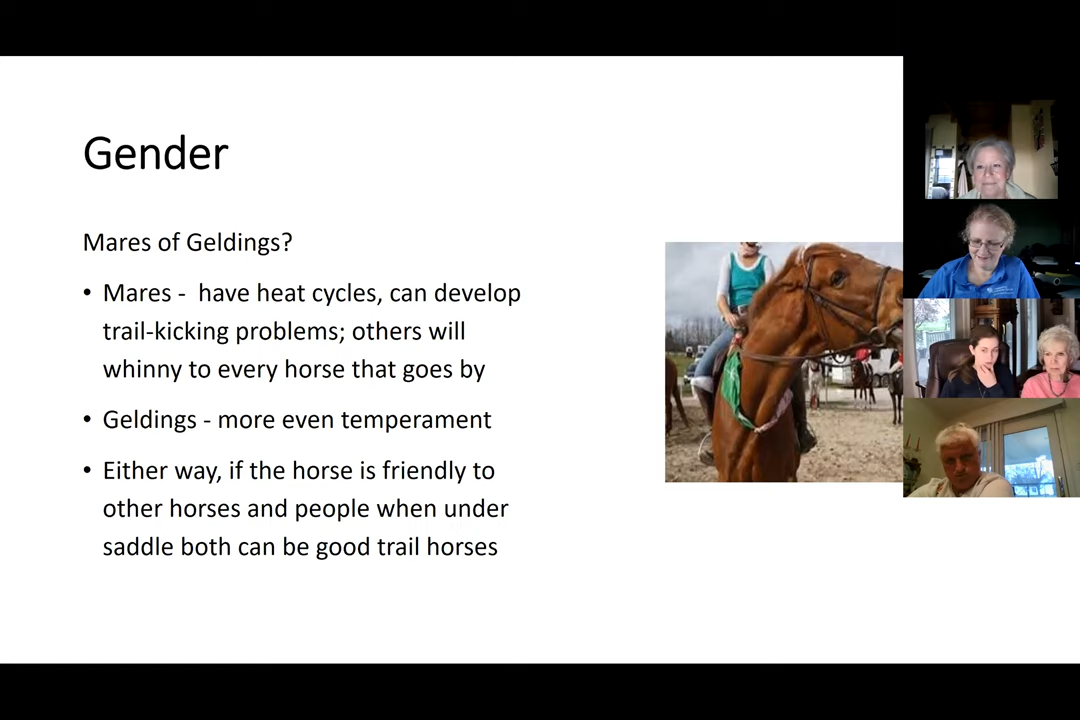 Gender
Mares of Geldings?
• Mares -  have heat cycles, can develop
trail-kicking problems; others will
whinny to every horse that goes by
• Geldings - more even temperament
• Either way, if the horse is friendly to
other horses and people when under
saddle both can be good trail horses